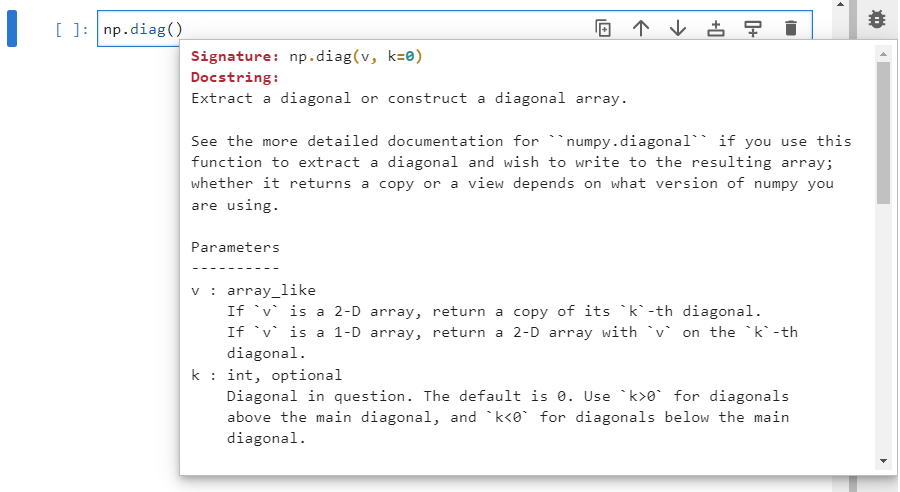 [ ]: np.diag()
Signature: np.diag(v, k=0)
Docstring:
Extract a diagonal or construct a diagonal array.
See the more detailed documentation for ``numpy.diagonal`` if you use this
function to extract a diagonal and wish to write to the resulting array;
whether it returns a copy or a view depends on what version of numpy you
are using.
Parameters
----------
v : array_like
    If `v` is a 2-D array, return a copy of its `k`-th diagonal.
    If `v` is a 1-D array, return a 2-D array with `v` on the `k`-th
    diagonal.
k : int, optional
    Diagonal in question. The default is 0. Use `k>0` for diagonals
    above the main diagonal, and `k<0` for diagonals below the main
    diagonal.